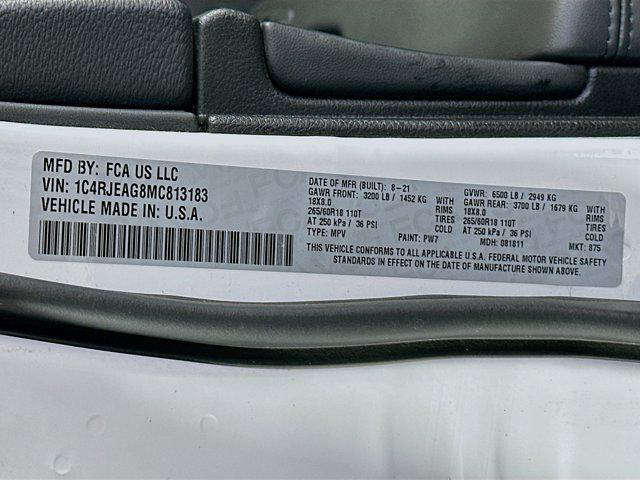 MFD BY: FCA US LLC
VIN: 1C4RJEAG8MC813183
VEHICLE MADE IN: U.S.A.
DATE OF MFR (BUILT): 8-21
GAWR FRONT: 3200 LB / 1452 KG WITH
18X8.0 RIMS
265/60R18 110T TIRES
AT 250 kPa / 36 PSI COLD
TYPE: MPV PAINT: PW7
GVWR: 6500 LB / 2949 KG
GAWR REAR: 3700 LB / 1679 KG WITH
18X8.0 RIMS
265/60R18 110T TIRES
AT 250 kPa / 36 PSI COLD
MDH: 081811 MKT: 875
THIS VEHICLE CONFORMS TO ALL APPLICABLE U.S.A. FEDERAL MOTOR VEHICLE SAFETY
STANDARDS IN EFFECT ON THE DATE OF MANUFACTURE SHOWN ABOVE.